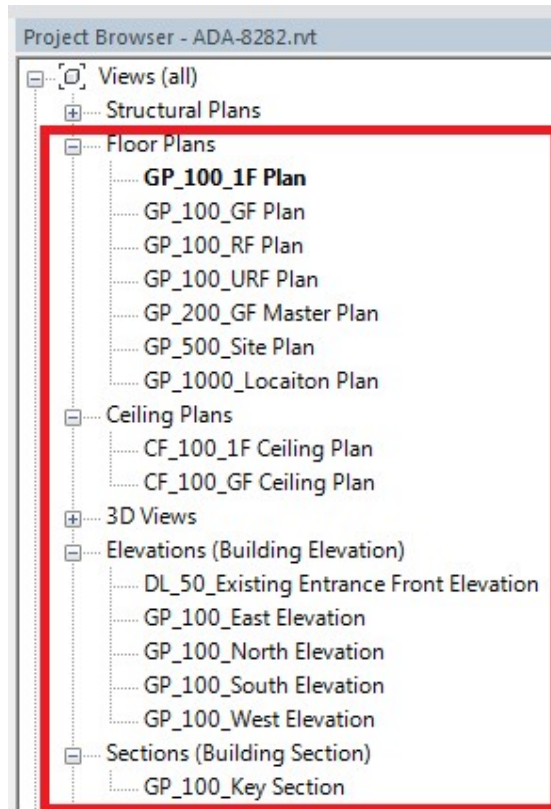 Project Browser - ADA-8282.rvt
Views (all)
Structural Plans
Floor Plans
GP_100_1F Plan
GP_100_GF Plan
GP_100_RF Plan
GP_100_URF Plan
GP_200_GF Master Plan
GP_500_Site Plan
GP_1000_Locaiton Plan
Ceiling Plans
CF_100_1F Ceiling Plan
CF_100_GF Ceiling Plan
3D Views
Elevations (Building Elevation)
DL_50_Existing Entrance Front Elevation
GP_100_East Elevation
GP_100_North Elevation
GP_100_South Elevation
GP_100_West Elevation
Sections (Building Section)
GP_100_Key Section